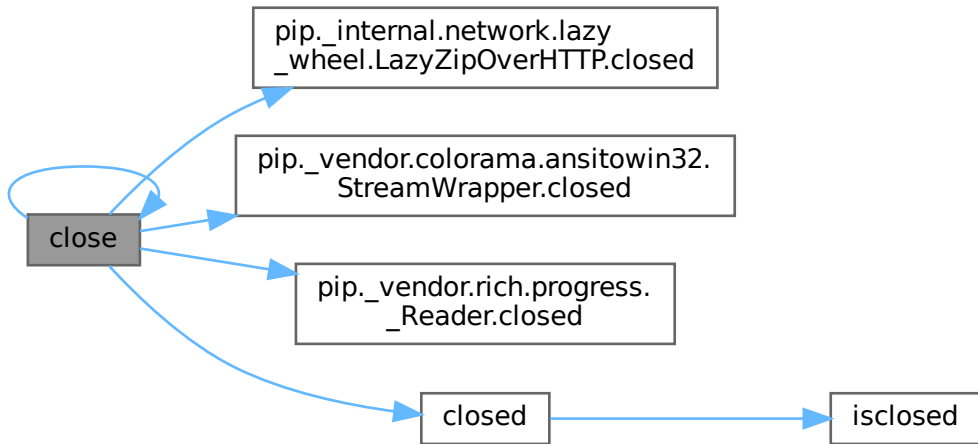 pip._internal.network.lazy
_wheel.LazyZipOverHTTP.closed
pip._vendor.colorama.ansitowin32.
StreamWrapper.closed
close
pip._vendor.rich.progress.
_Reader.closed
closed
isclosed